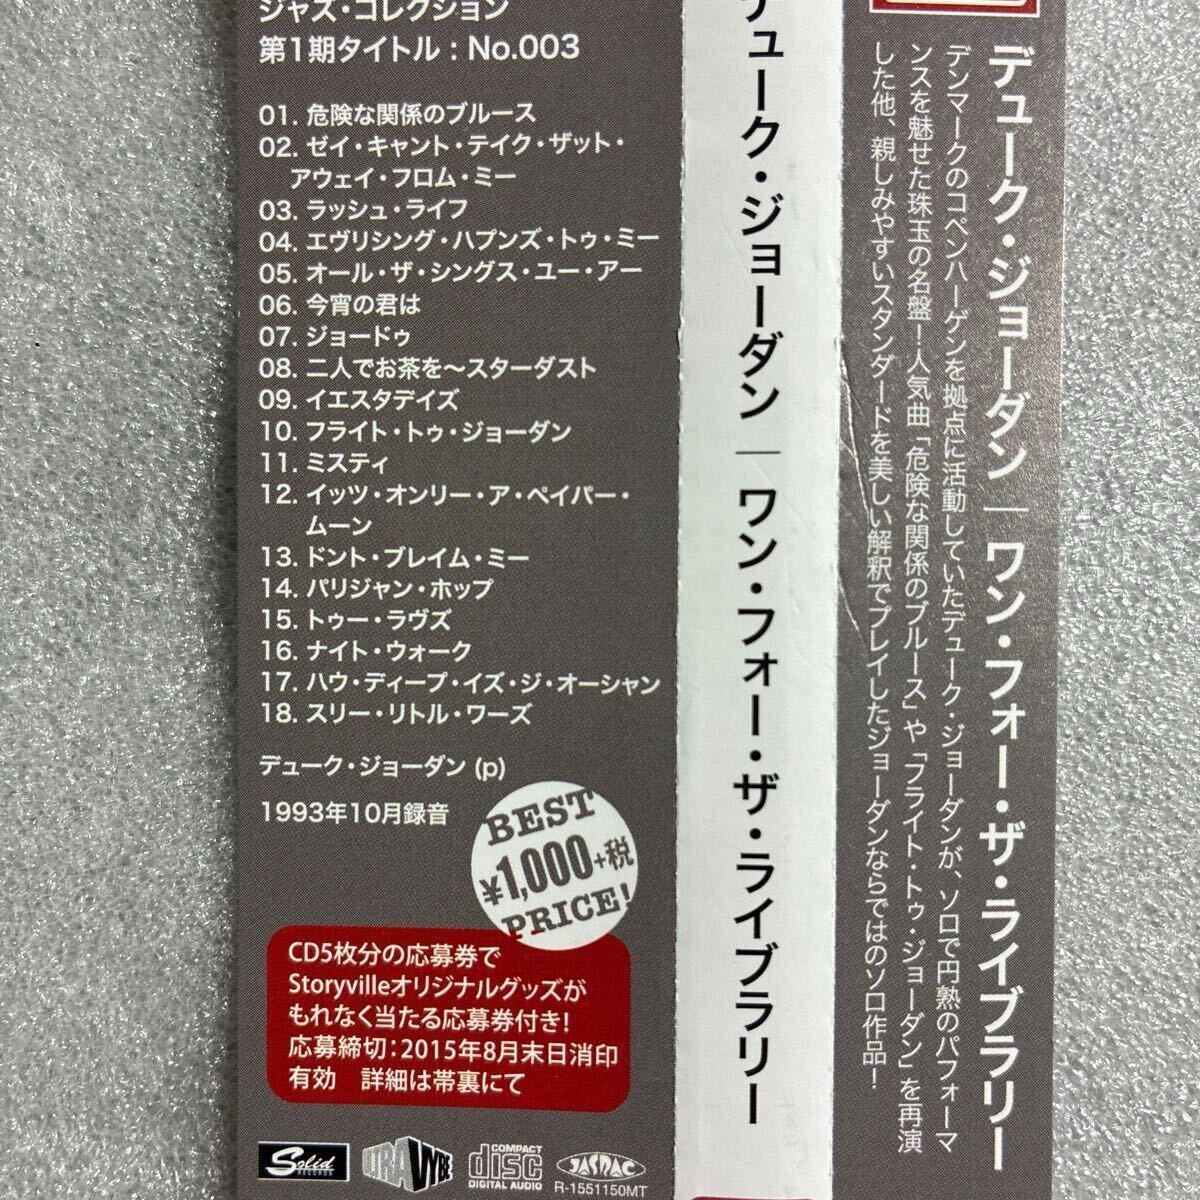 ジャズ・コレクション
第1期タイトル：No.003
01. 危険な関係のブルース
02. ゼイ・キャント・テイク・ザット・
アウェイ・フロム・ミー
03. ラッシュ・ライフ
04. エヴリシング・ハプンズ・トゥ・ミー
05. オール・ザ・シングス・ユー・アー
06. 今宵の君は
07. ジョードゥ
08. 二人でお茶を〜スターダスト
09. イエスタデイズ
10. フライト・トゥ・ジョーダン
11. ミスティ
12. イッツ・オンリー・ア・ペイパー・
ムーン
13. ドント・ブレイム・ミー
14. パリジャン・ホップ
15. トゥー・ラヴズ
16. ナイト・ウォーク
17. ハウ・ディープ・イズ・ジ・オーシャン
18. スリー・リトル・ワーズ
デューク・ジョーダン (p)
1993年10月録音
BEST
¥1,000+税
PRICE!
CD5枚分の応募券で
Storyvilleオリジナルグッズが
もれなく当たる応募券付き!
応募締切：2015年8月末日消印
有効　詳細は帯裏にて
Solid
RECORDS
ULTRA VYBE
COMPACT
disc
DIGITAL AUDIO
JASRAC
R-1551150MT
デューク・ジョーダン｜ワン・フォー・ザ・ライブラリー
デューク・ジョーダン｜ワン・フォー・ザ・ライブラリー
デンマークのコペンハーゲンを拠点に活動していたデューク・ジョーダンが、ソロで円熟のパフォーマ
ンスを魅せた珠玉の名盤！人気曲「危険な関係のブルース」や「フライト・トゥ・ジョーダン」を再演
した他、親しみやすいスタンダードを美しい解釈でプレイしたジョーダンならではのソロ作品！